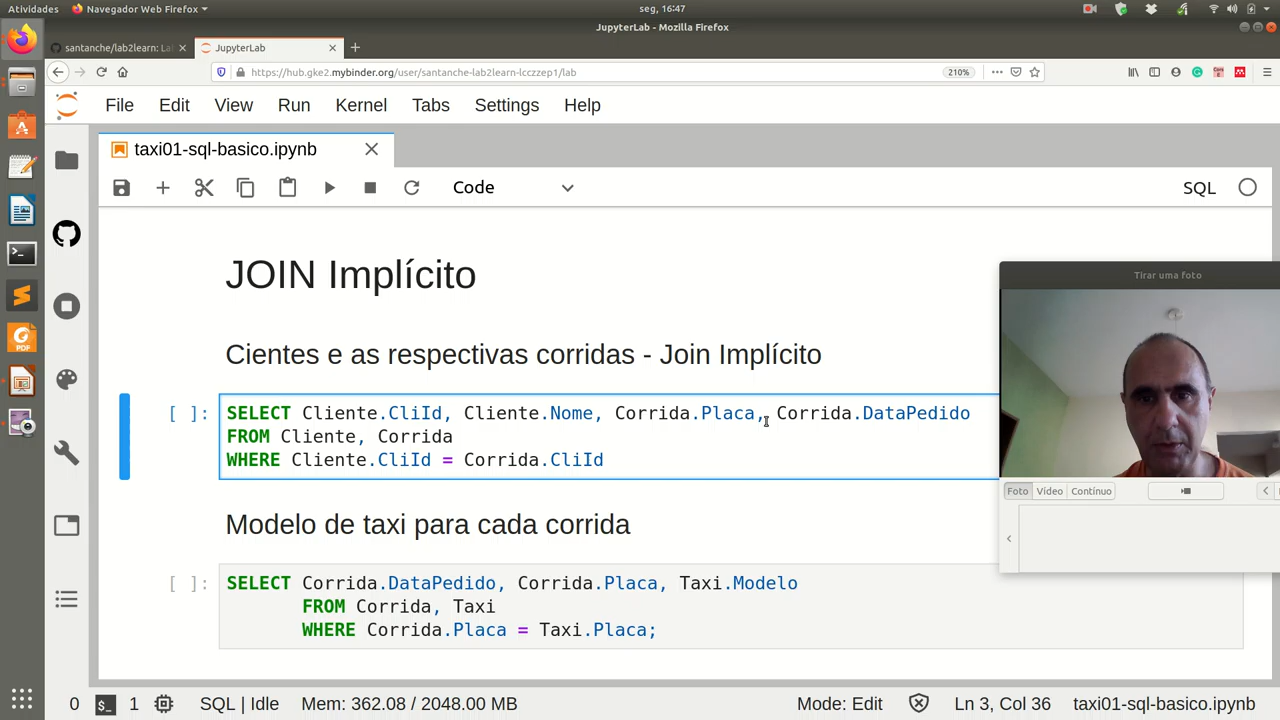 Atividades Navegador Web Firefox seg, 16:47
JupyterLab - Mozilla Firefox
santanche/lab2learn: La JupyterLab
https://hub.gke2.mybinder.org/user/santanche-lab2learn-lcczzep1/lab 210%
File Edit View Run Kernel Tabs Settings Help
taxi01-sql-basico.ipynb
Code SQL
JOIN Implícito
Tirar uma foto
Cientes e as respectivas corridas - Join Implícito
[ ]: SELECT Cliente.CliId, Cliente.Nome, Corrida.Placa, Corrida.DataPedido
FROM Cliente, Corrida
WHERE Cliente.CliId = Corrida.CliId
Foto Vídeo Contínuo
Modelo de taxi para cada corrida
[ ]: SELECT Corrida.DataPedido, Corrida.Placa, Taxi.Modelo
FROM Corrida, Taxi
WHERE Corrida.Placa = Taxi.Placa;
0 $_ 1 SQL | Idle Mem: 362.08 / 2048.00 MB Mode: Edit Ln 3, Col 36 taxi01-sql-basico.ipynb